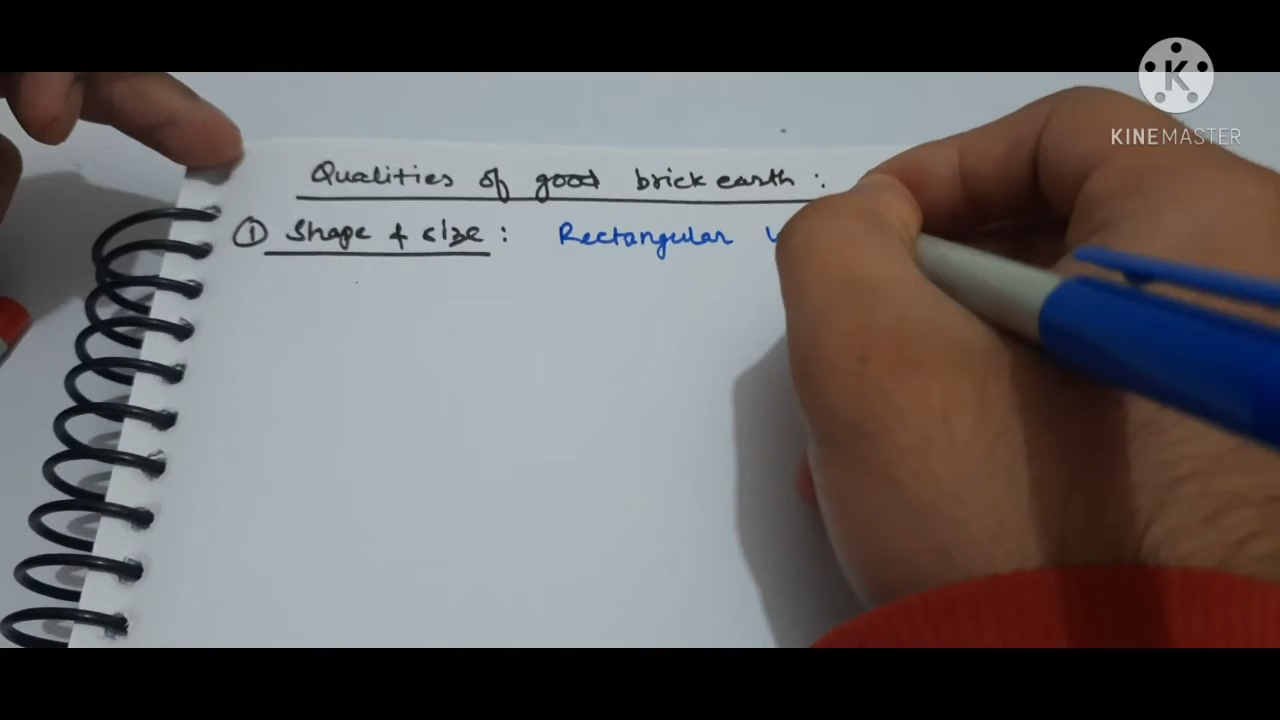 KINEMASTER
Qualities of good brick earth :
① Shape & size : Rectangular